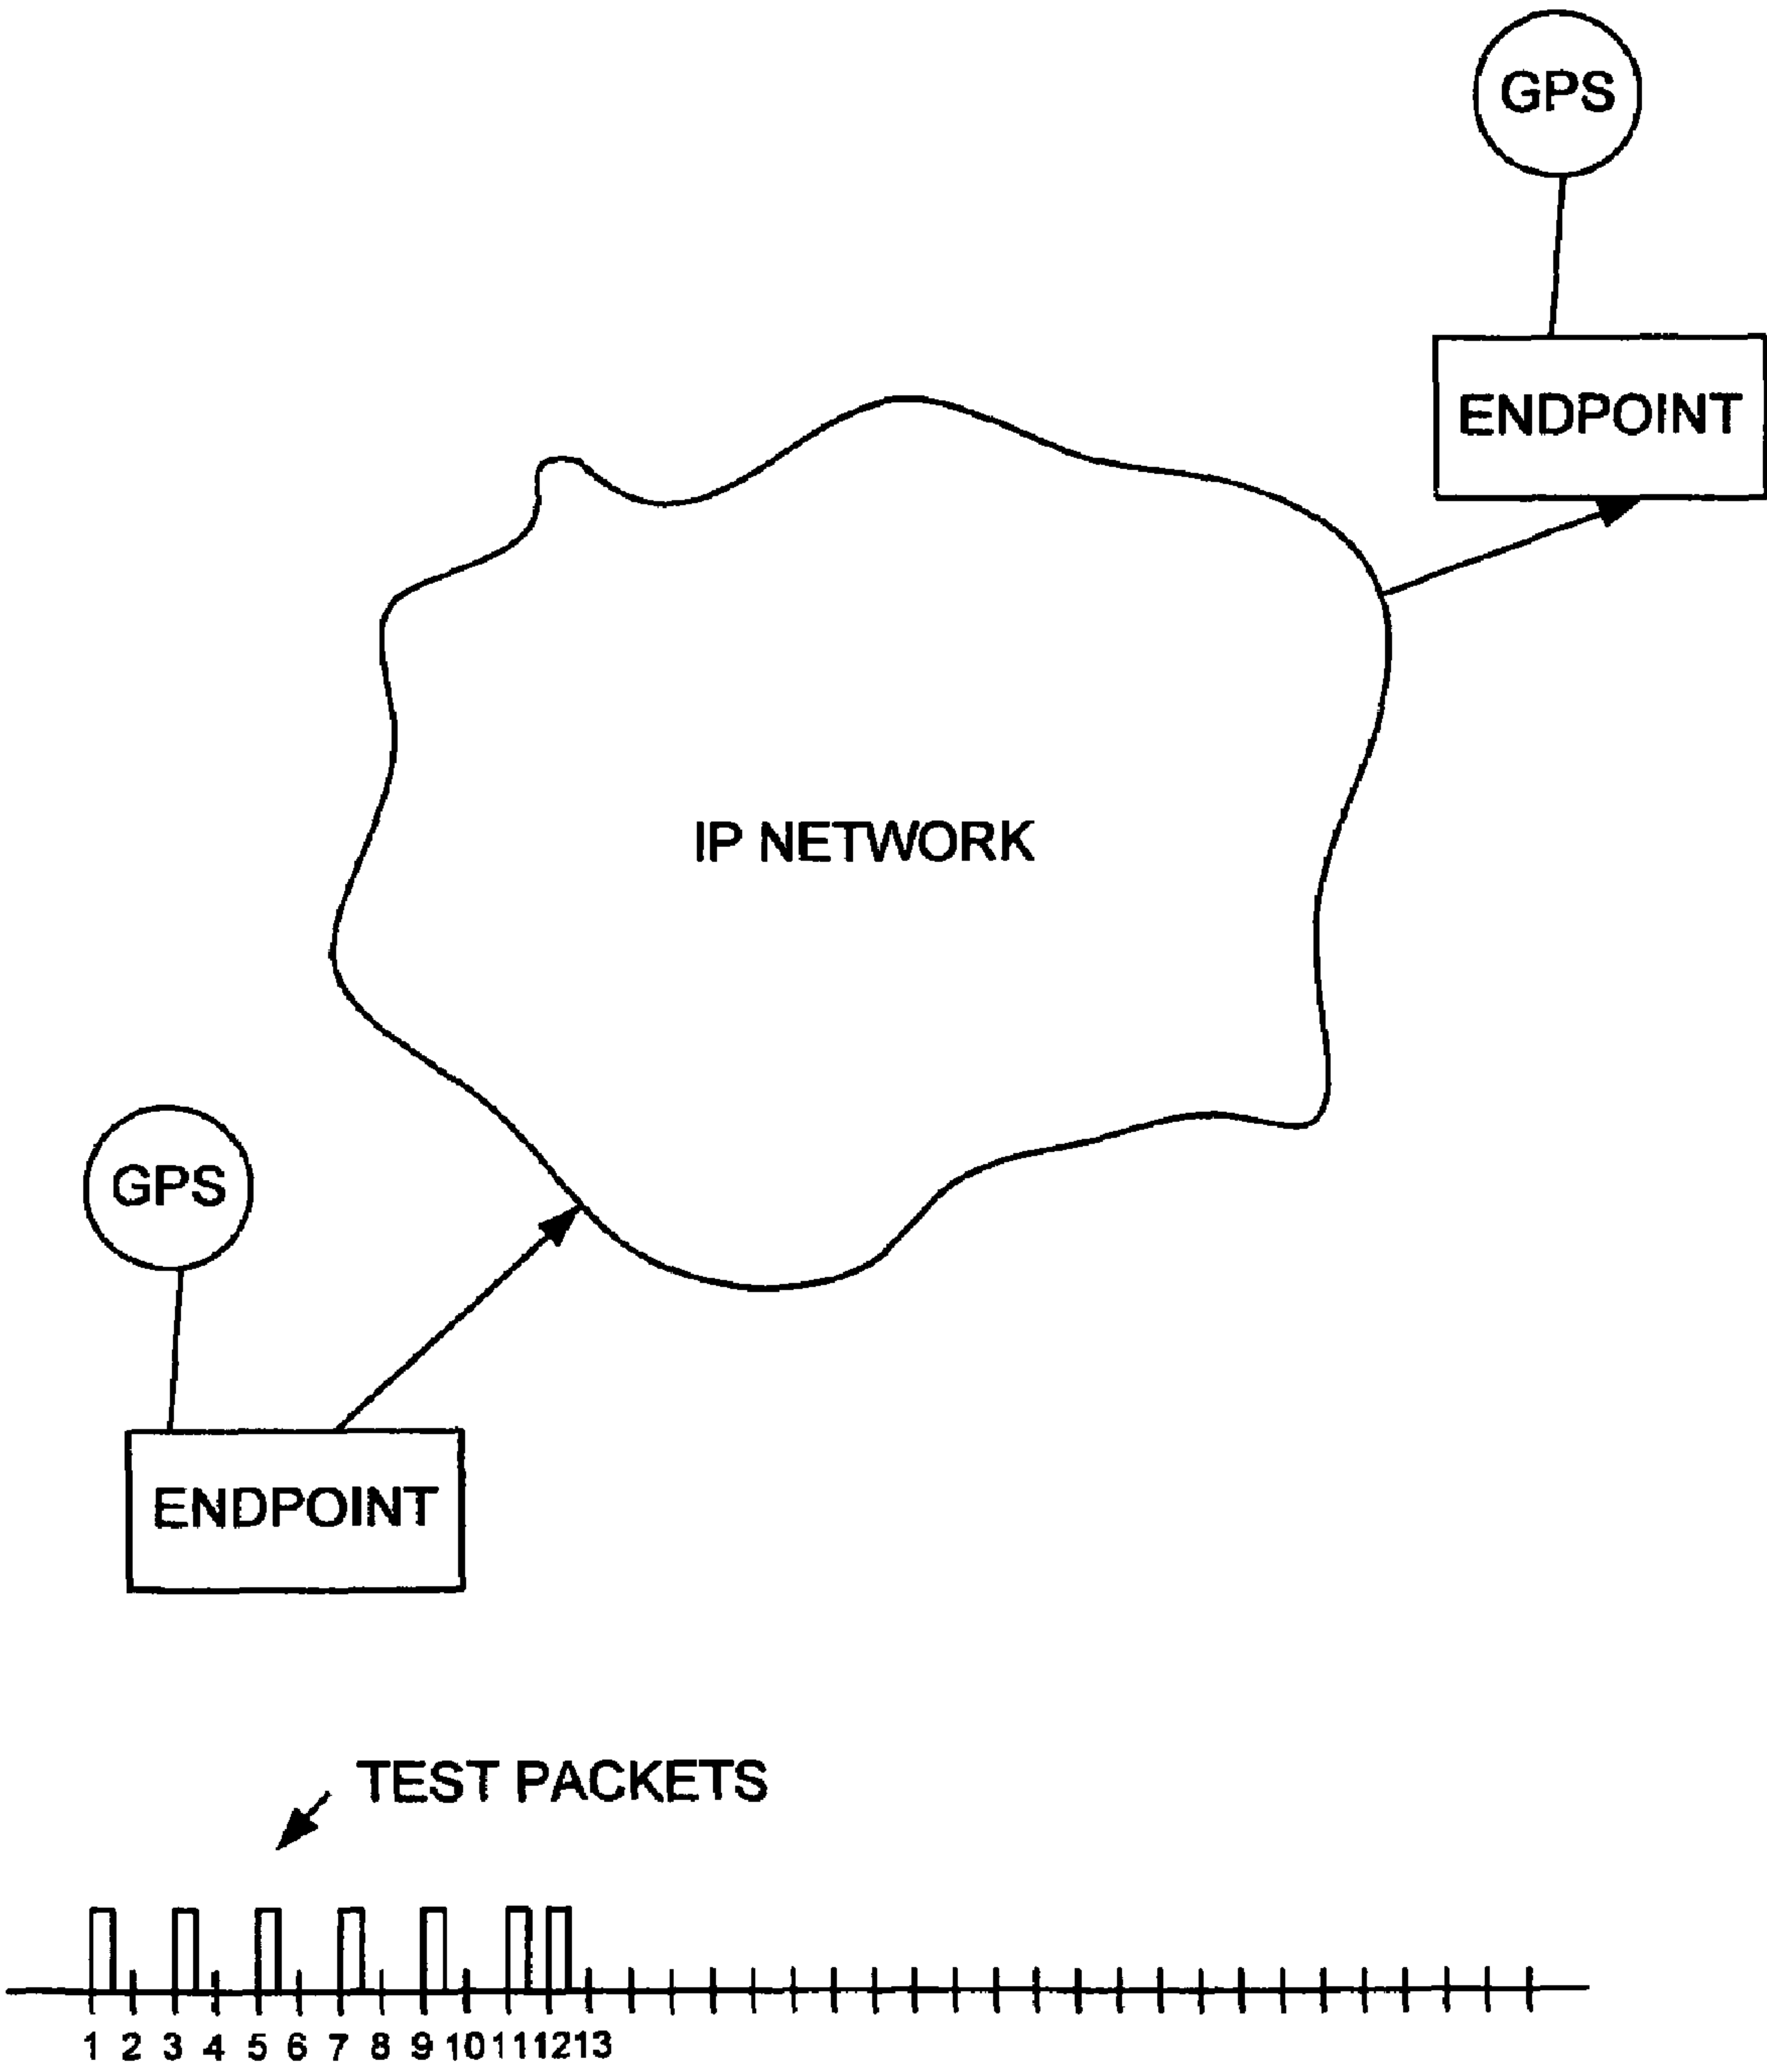 GPS
ENDPOINT
IP NETWORK
GPS
ENDPOINT
TEST PACKETS
1 2 3 4 5 6 7 8 9 10 11 12 13